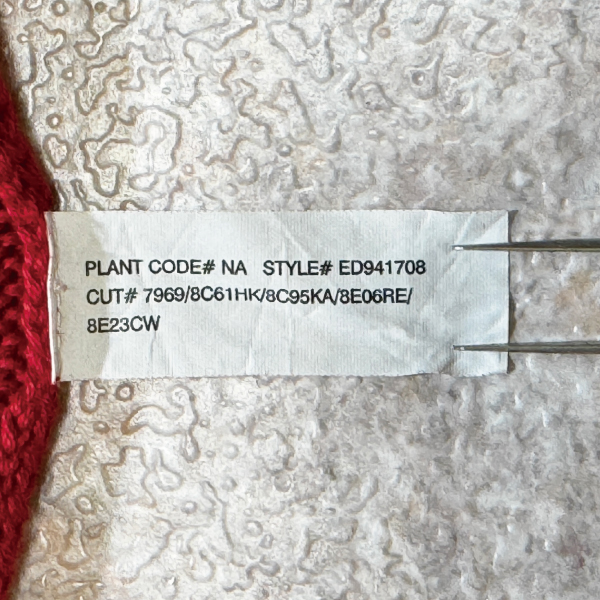 PLANT CODE# NA STYLE# ED941708
CUT# 7969/8C61HK/8C95KA/8E06RE/
8E23CW